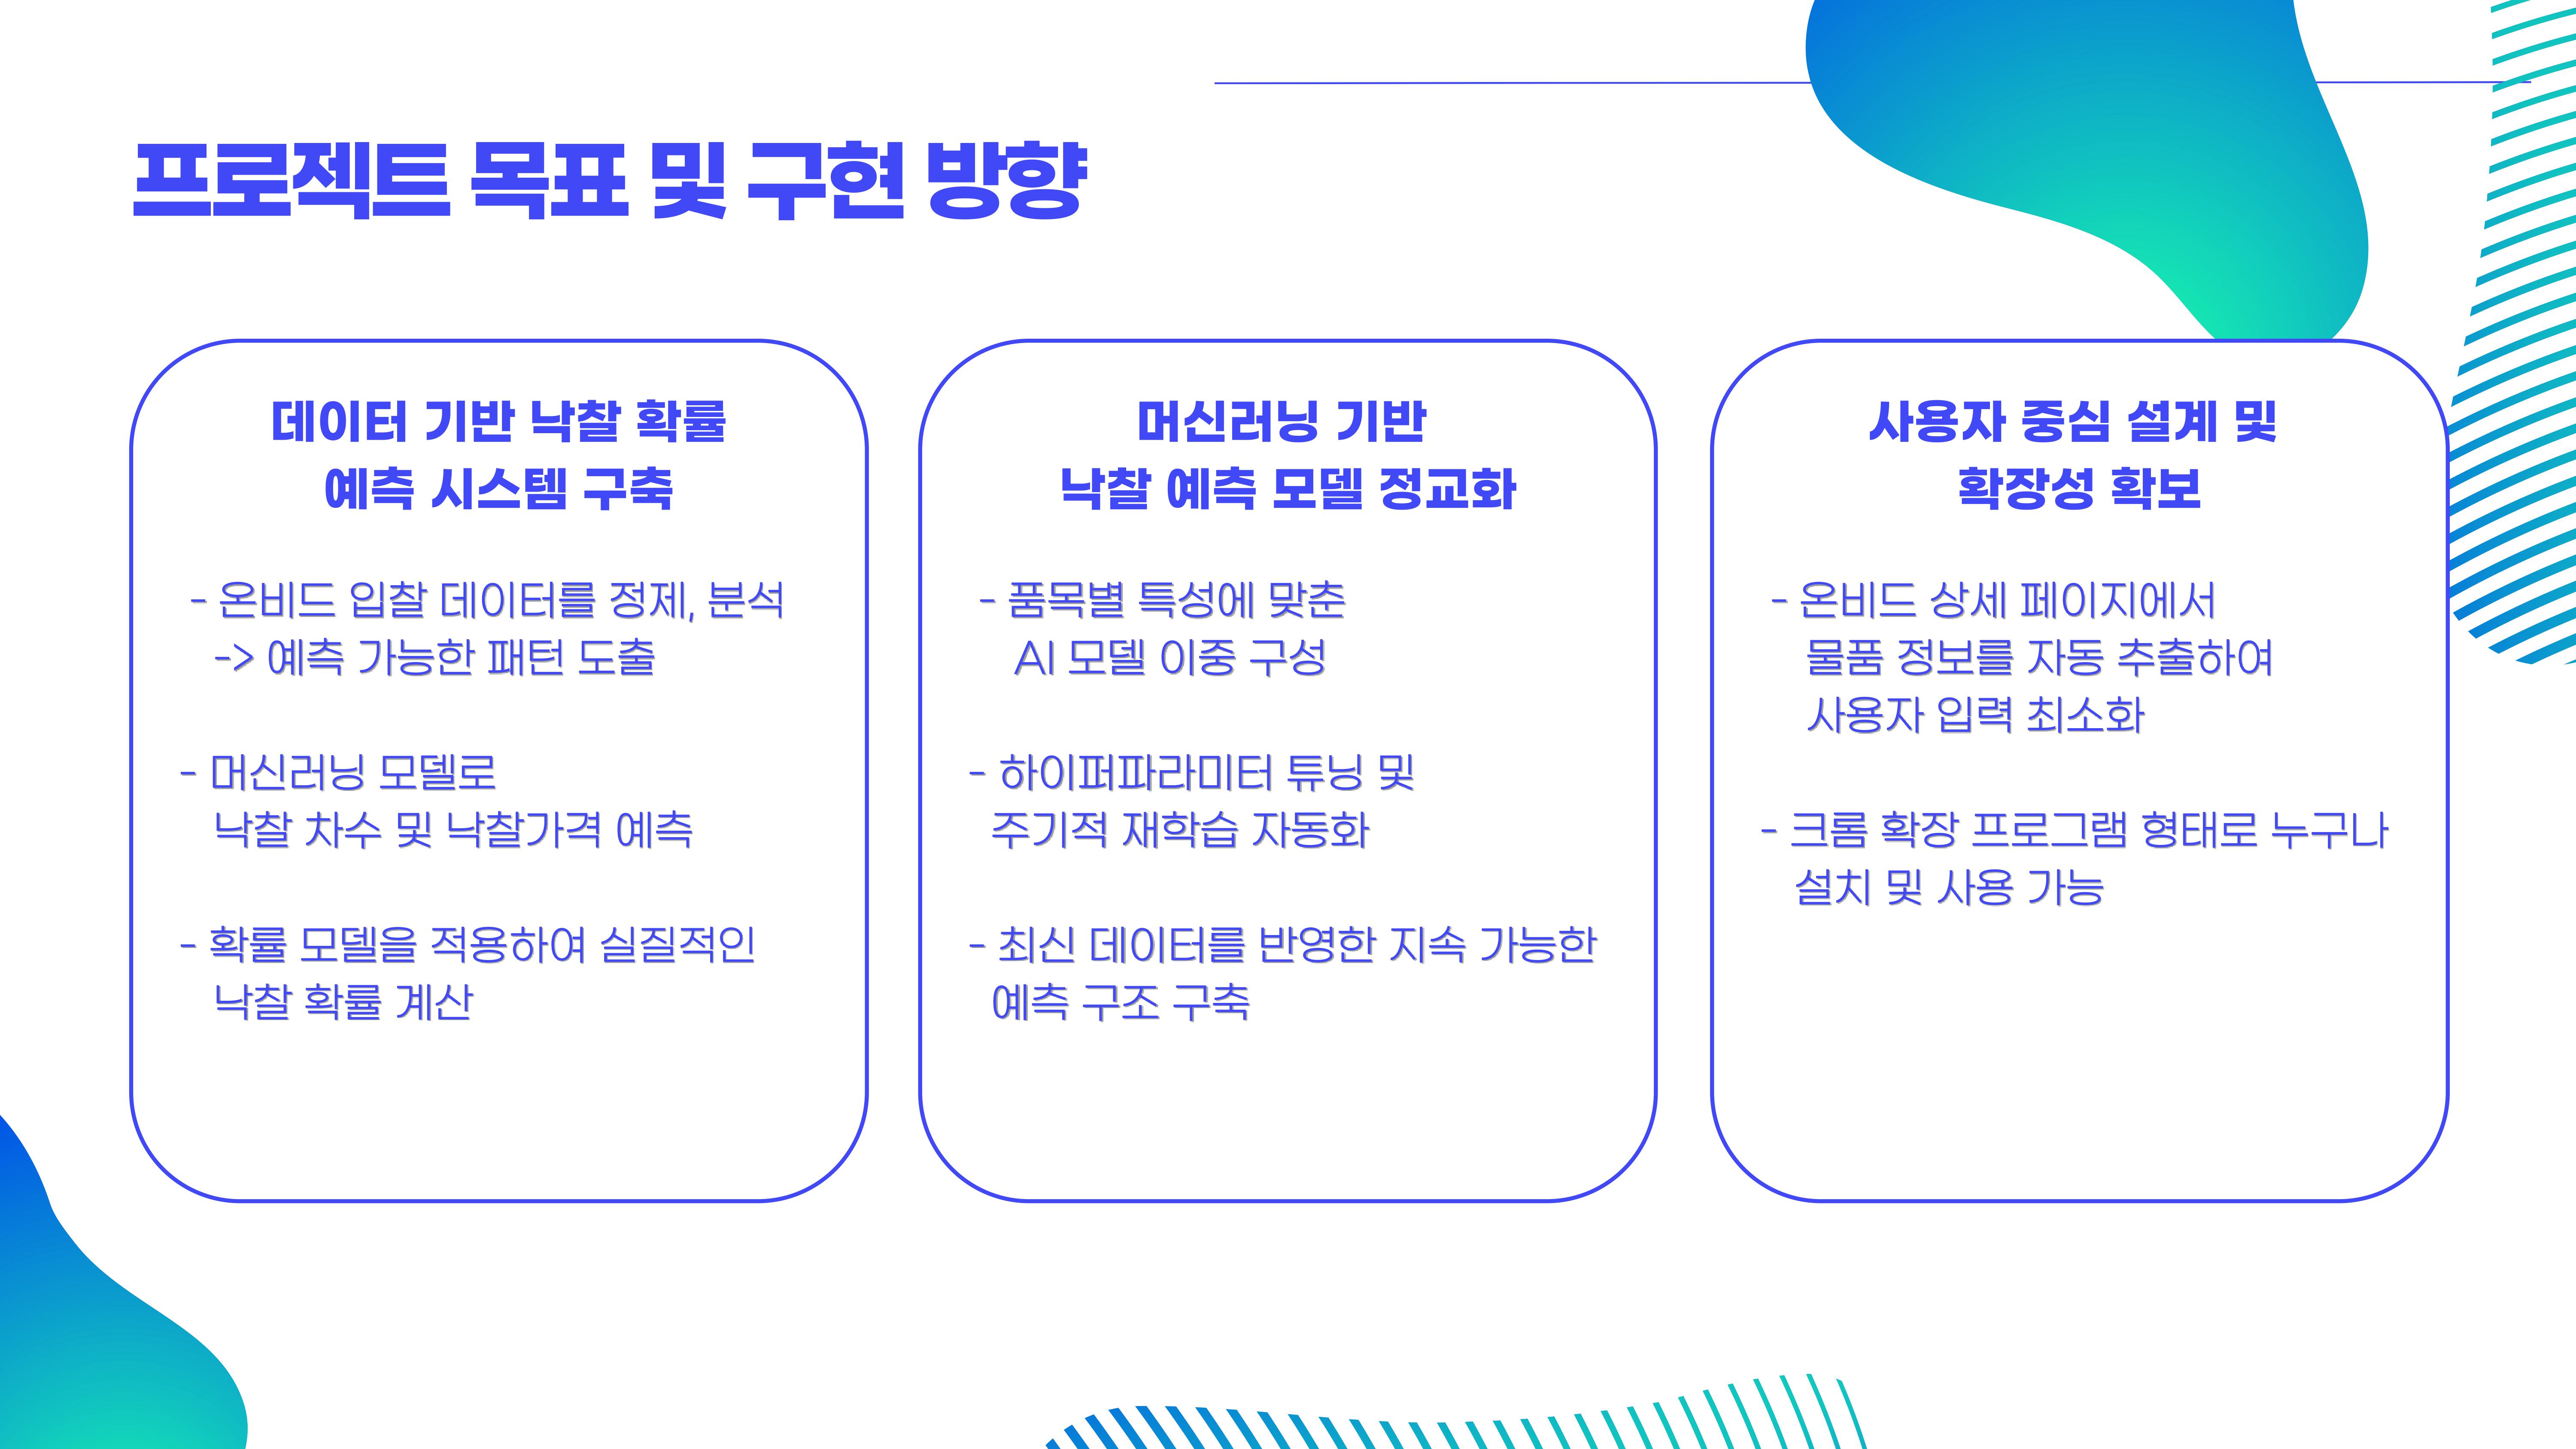 프로젝트 목표 및 구현 방향
데이터 기반 낙찰 확률
예측 시스템 구축
- 온비드 입찰 데이터를 정제, 분석
-> 예측 가능한 패턴 도출
- 머신러닝 모델로
낙찰 차수 및 낙찰가격 예측
- 확률 모델을 적용하여 실질적인
낙찰 확률 계산
머신러닝 기반
낙찰 예측 모델 정교화
- 품목별 특성에 맞춘
AI 모델 이중 구성
- 하이퍼파라미터 튜닝 및
주기적 재학습 자동화
- 최신 데이터를 반영한 지속 가능한
예측 구조 구축
사용자 중심 설계 및
확장성 확보
- 온비드 상세 페이지에서
물품 정보를 자동 추출하여
사용자 입력 최소화
- 크롬 확장 프로그램 형태로 누구나
설치 및 사용 가능